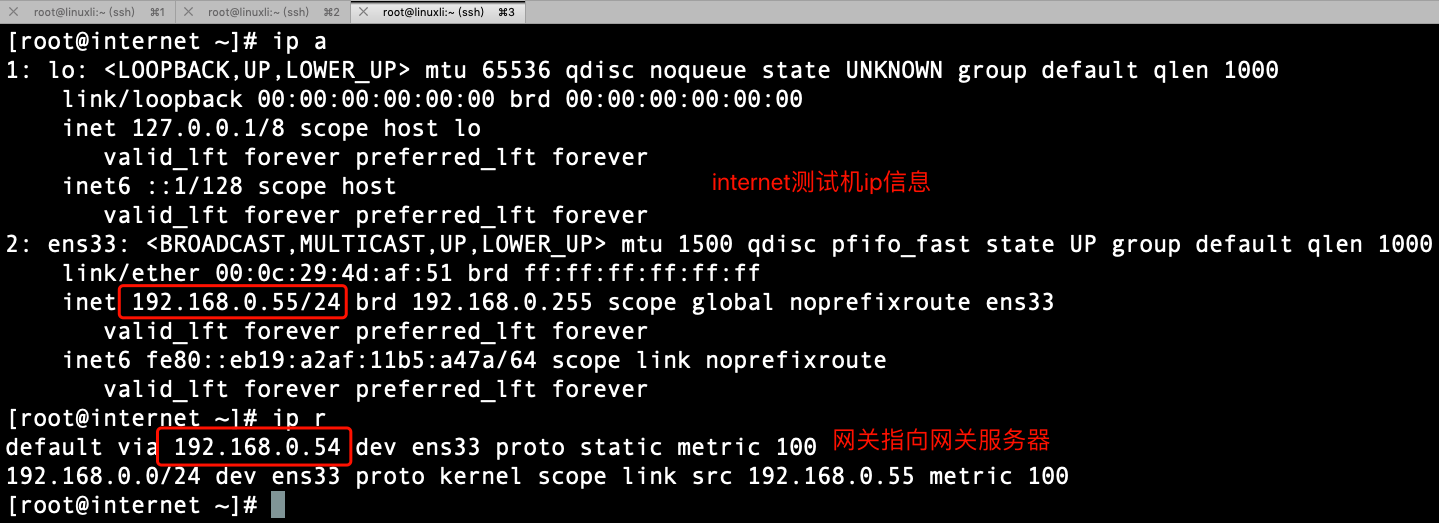 root@linuxli:~ (ssh) ⌘1 root@linuxli:~ (ssh) ⌘2 root@linuxli:~ (ssh) ⌘3
[root@internet ~]# ip a
1: lo: <LOOPBACK,UP,LOWER_UP> mtu 65536 qdisc noqueue state UNKNOWN group default qlen 1000
    link/loopback 00:00:00:00:00:00 brd 00:00:00:00:00:00
    inet 127.0.0.1/8 scope host lo
       valid_lft forever preferred_lft forever
internet测试机ip信息
    inet6 ::1/128 scope host
       valid_lft forever preferred_lft forever
2: ens33: <BROADCAST,MULTICAST,UP,LOWER_UP> mtu 1500 qdisc pfifo_fast state UP group default qlen 1000
    link/ether 00:0c:29:4d:af:51 brd ff:ff:ff:ff:ff:ff
    inet 192.168.0.55/24 brd 192.168.0.255 scope global noprefixroute ens33
       valid_lft forever preferred_lft forever
    inet6 fe80::eb19:a2af:11b5:a47a/64 scope link noprefixroute
       valid_lft forever preferred_lft forever
[root@internet ~]# ip r
default via 192.168.0.54 dev ens33 proto static metric 100 网关指向网关服务器
192.168.0.0/24 dev ens33 proto kernel scope link src 192.168.0.55 metric 100
[root@internet ~]#